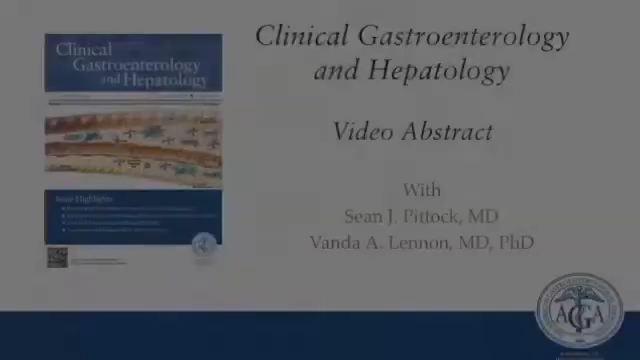 Clinical
Gastroenterology
and Hepatology
Issue Highlights
Clinical Gastroenterology
and Hepatology
Video Abstract
With
Sean J. Pittock, MD
Vanda A. Lennon, MD, PhD
AGA